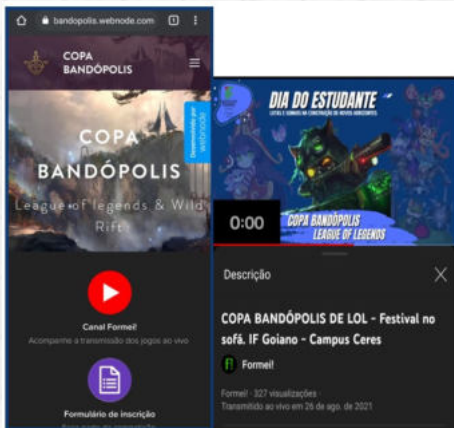 bandopolis.webnode.com
1
COPA
BANDÓPOLIS
Desenvolvido por
webnode
COPA
BANDÓPOLIS
League of legends & Wild
Rift
Canal Formei!
Acompanhe a transmissão dos jogos ao vivo
Formulário de inscrição
DIA DO ESTUDANTE
COPA BANDÓPOLIS
LEAGUE OF LEGENDS
0:00
Descrição
COPA BANDÓPOLIS DE LOL - Festival no
sofá, IF Goiano - Campus Ceres
Formei!
Formei! · 327 visualizações ·
Transmitido ao vivo em 26 de ago. de 2021